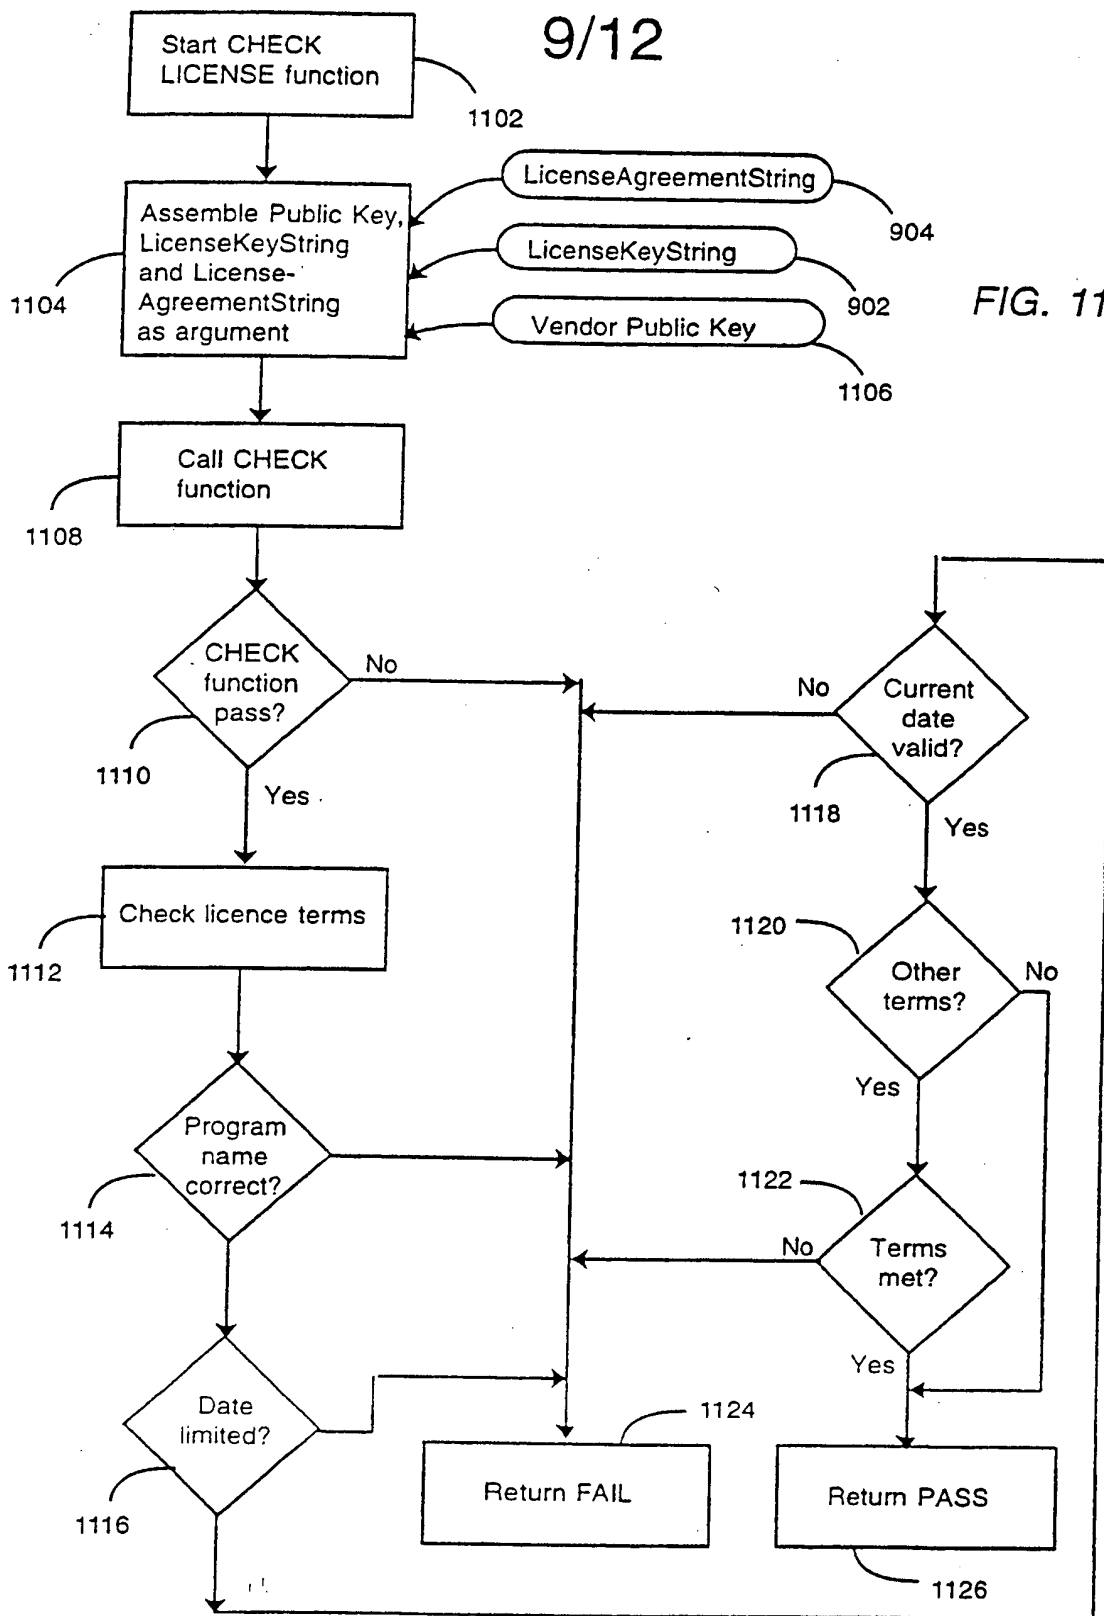 9/12
Start CHECK
LICENSE function
1102
Assemble Public Key,
LicenseKeyString
and License-
AgreementString
as argument
1104
LicenseAgreementString
904
LicenseKeyString
902
Vendor Public Key
1106
FIG. 11
Call CHECK
function
1108
CHECK
function
pass?
No
1110
Yes
Check licence terms
1112
Program
name
correct?
1114
Date
limited?
1116
Current
date
valid?
No
1118
Yes
1120
Other
terms?
No
Yes
1122
Terms
met?
No
Yes
1124
Return FAIL
Return PASS
1126